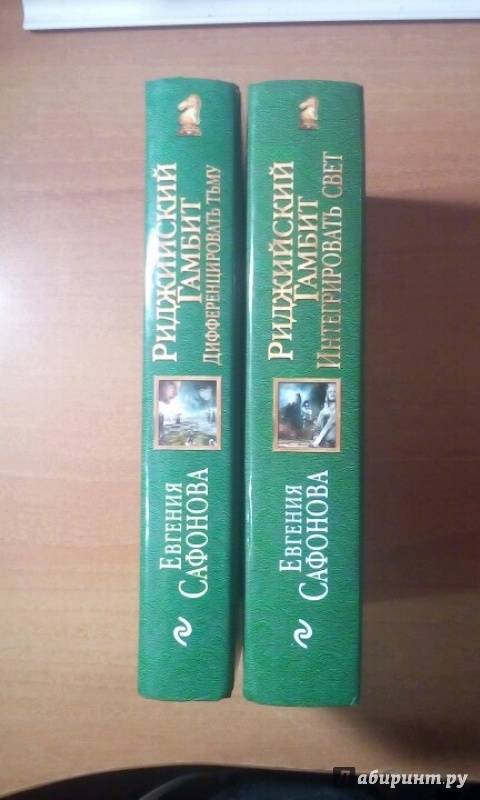 Евгения
Сафонова
Риджийский
Гамбит
Дифференцировать тьму
Евгения
Сафонова
Риджийский
Гамбит
Интегрировать свет
Лабиринт.ру